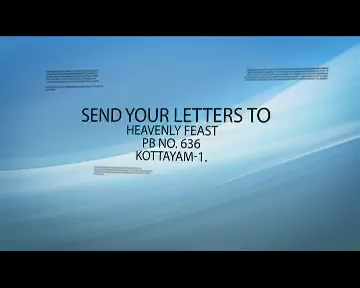 SEND YOUR LETTERS TO
HEAVENLY FEAST
PB NO. 636
KOTTAYAM-1.